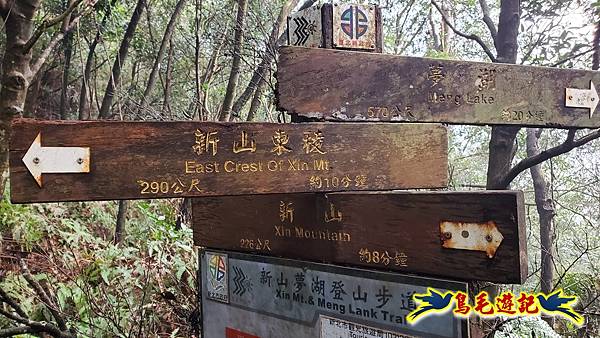 夢湖
Meng Lake
570公尺 約20分鐘
新山東稜
East Crest Of Xin Mt.
290公尺 約10分鐘
新山
Xin Mountain
226公尺 約8分鐘
新山夢湖登山步道
Xin Mt.& Meng Lank Trail
烏毛遊記